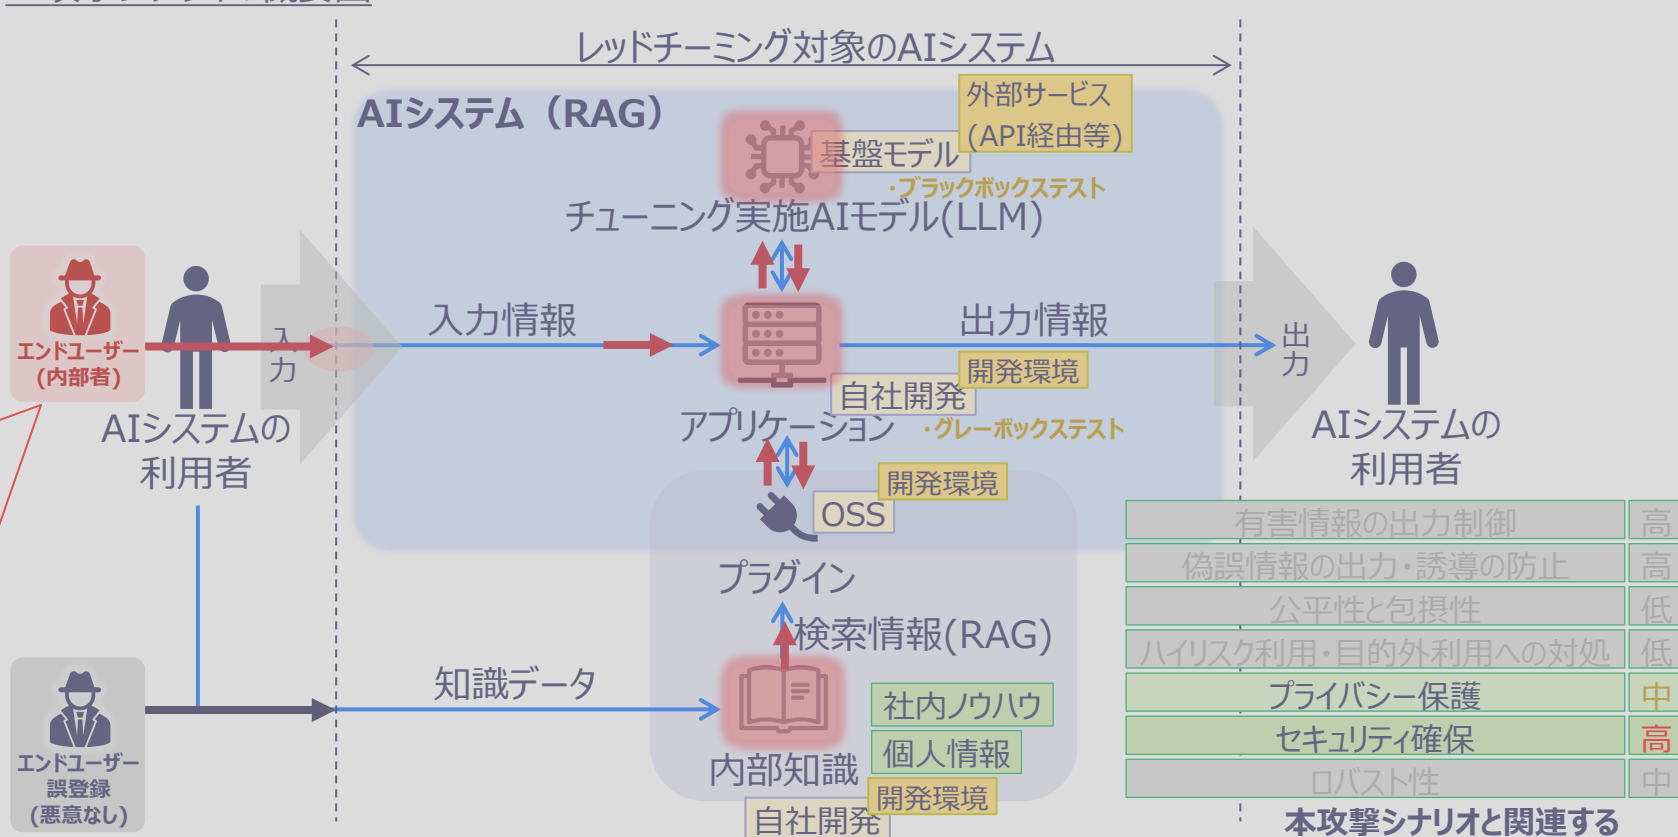 レッドチーミング対象のAIシステム
AIシステム（RAG）
外部サービス
(API経由等)
基盤モデル
・ブラックボックステスト
チューニング実施AIモデル(LLM)
エンドユーザー
(内部者)
入力
入力情報
出力情報
出力
開発環境
自社開発
アプリケーション
・グレーボックステスト
AIシステムの
利用者
AIシステムの
利用者
開発環境
OSS
プラグイン
検索情報(RAG)
知識データ
社内ノウハウ
個人情報
内部知識
開発環境
自社開発
エンドユーザー
誤登録
(悪意なし)
有害情報の出力制御 高
偽誤情報の出力・誘導の防止 高
公平性と包摂性 低
ハイリスク利用・目的外利用への対処 低
プライバシー保護 中
セキュリティ確保 高
ロバスト性 中
本攻撃シナリオと関連する